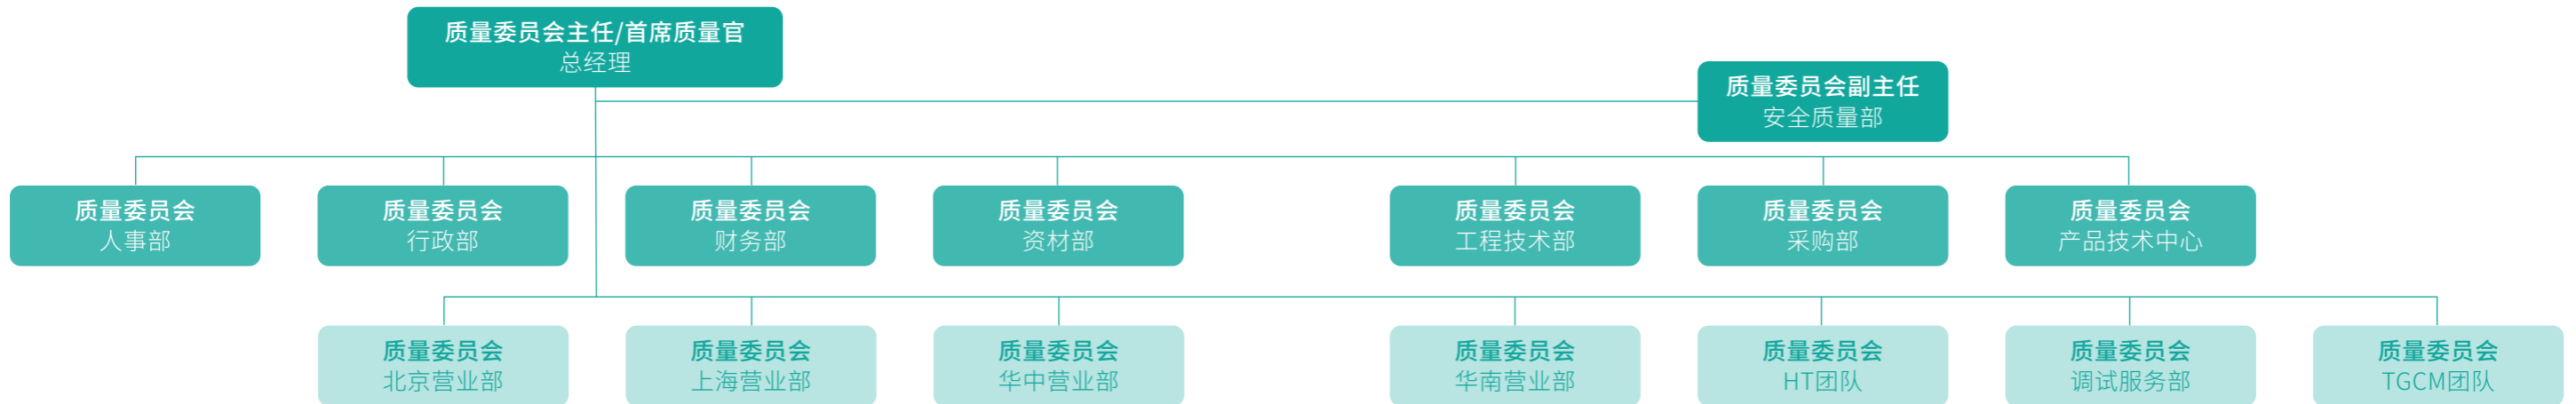 质量委员会主任/首席质量官
总经理
质量委员会副主任
安全质量部
质量委员会
人事部
质量委员会
行政部
质量委员会
财务部
质量委员会
资材部
质量委员会
工程技术部
质量委员会
采购部
质量委员会
产品技术中心
质量委员会
北京营业部
质量委员会
上海营业部
质量委员会
华中营业部
质量委员会
华南营业部
质量委员会
HT团队
质量委员会
调试服务部
质量委员会
TGCM团队